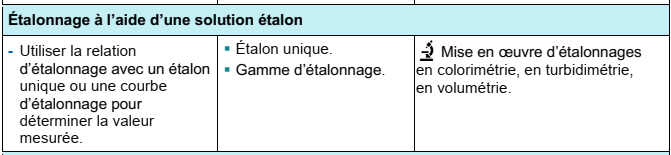 Étalonnage à l’aide d’une solution étalon
- Utiliser la relation
d’étalonnage avec un étalon
unique ou une courbe
d’étalonnage pour
déterminer la valeur
mesurée.
▪ Étalon unique.
▪ Gamme d’étalonnage.
Mise en œuvre d’étalonnages
en colorimétrie, en turbidimétrie,
en volumétrie.